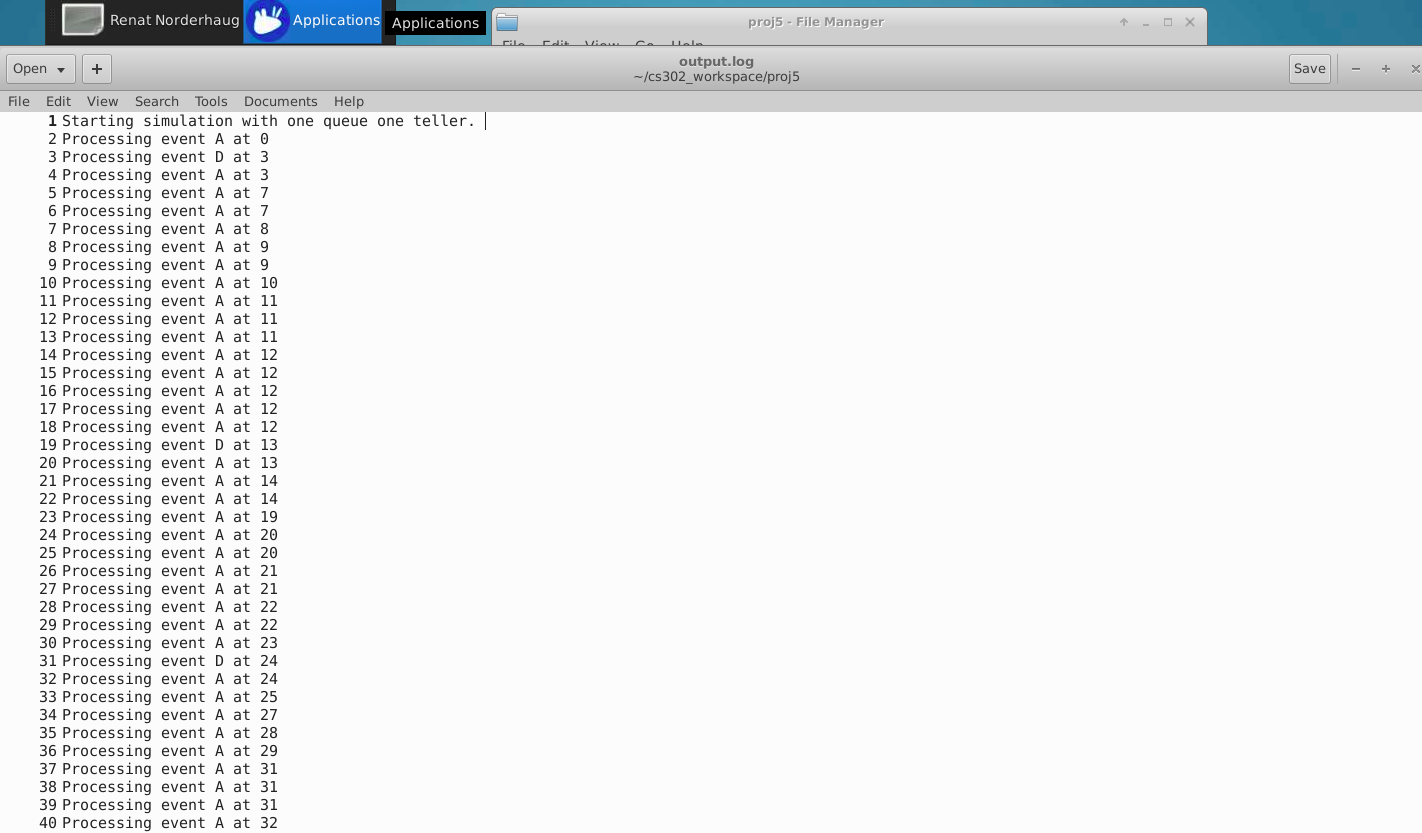 Renat Norderhaug
Applications
Applications
proj5 - File Manager
File Edit View Go Help
Open
output.log
~/cs302_workspace/proj5
Save
File Edit View Search Tools Documents Help
1 Starting simulation with one queue one teller.
2 Processing event A at 0
3 Processing event D at 3
4 Processing event A at 3
5 Processing event A at 7
6 Processing event A at 7
7 Processing event A at 8
8 Processing event A at 9
9 Processing event A at 9
10 Processing event A at 10
11 Processing event A at 11
12 Processing event A at 11
13 Processing event A at 11
14 Processing event A at 12
15 Processing event A at 12
16 Processing event A at 12
17 Processing event A at 12
18 Processing event A at 12
19 Processing event D at 13
20 Processing event A at 13
21 Processing event A at 14
22 Processing event A at 14
23 Processing event A at 19
24 Processing event A at 20
25 Processing event A at 20
26 Processing event A at 21
27 Processing event A at 21
28 Processing event A at 22
29 Processing event A at 22
30 Processing event A at 23
31 Processing event D at 24
32 Processing event A at 24
33 Processing event A at 25
34 Processing event A at 27
35 Processing event A at 28
36 Processing event A at 29
37 Processing event A at 31
38 Processing event A at 31
39 Processing event A at 31
40 Processing event A at 32